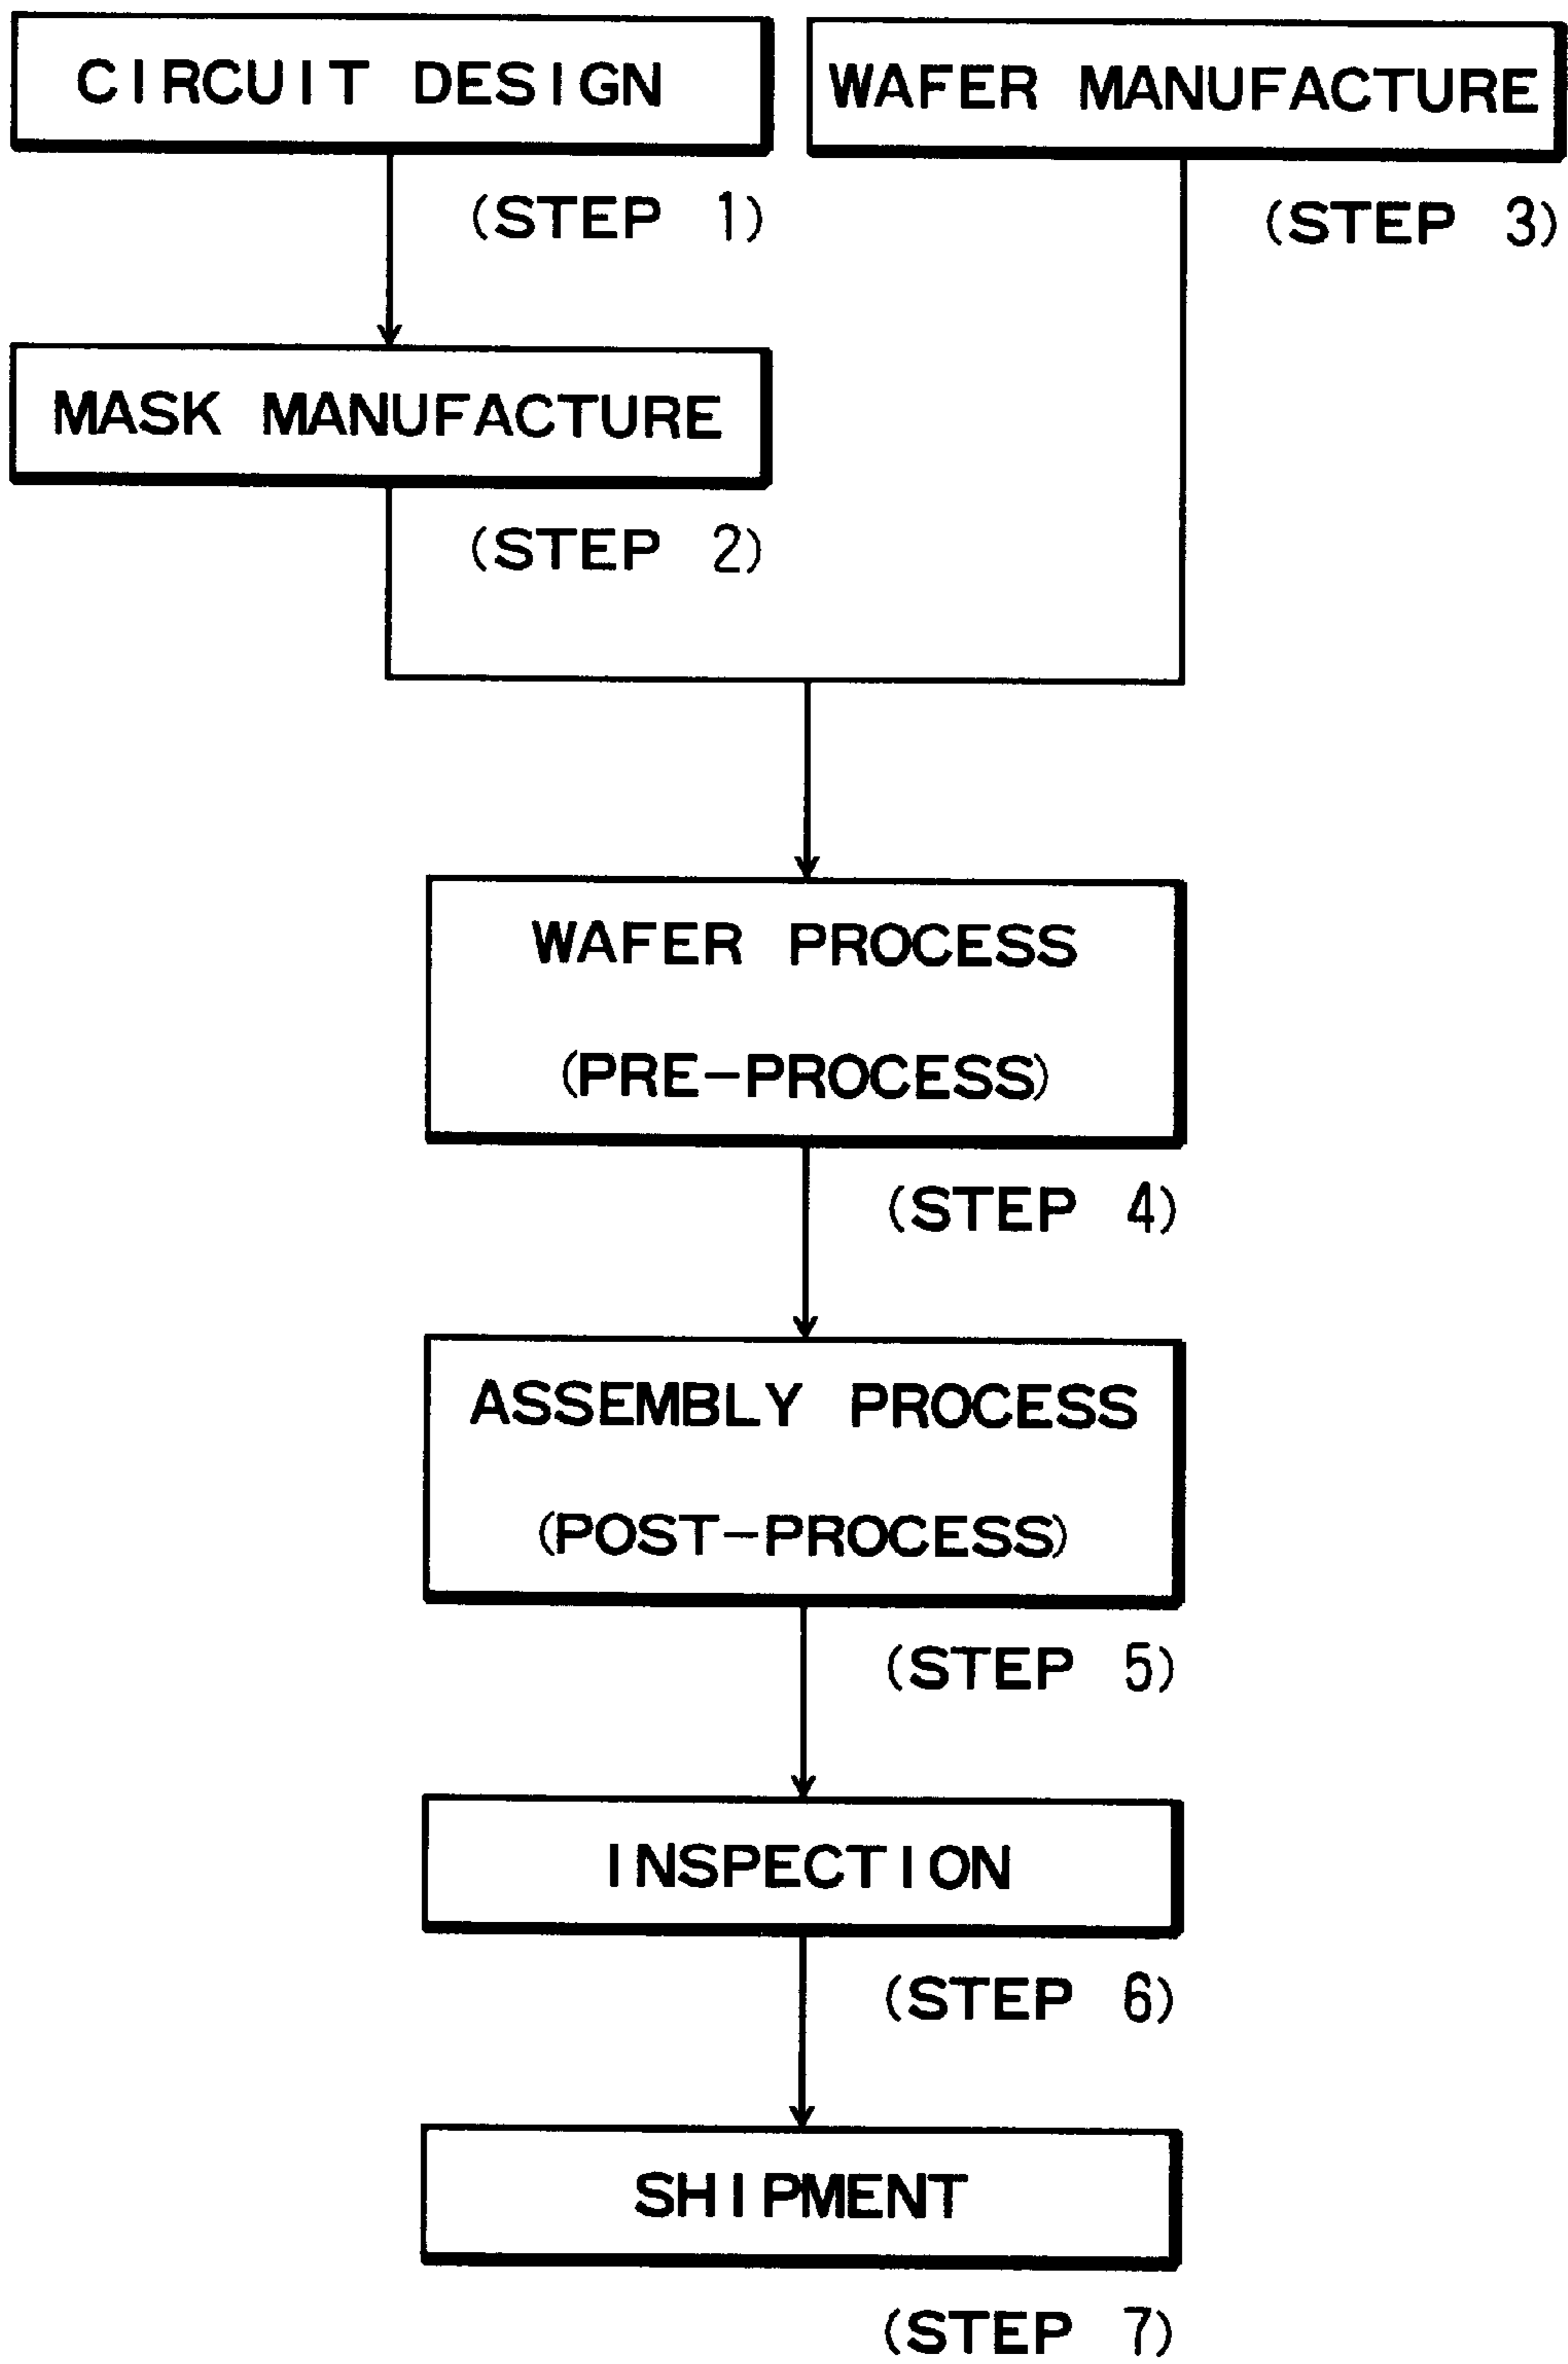 CIRCUIT DESIGN
(STEP 1)
WAFER MANUFACTURE
(STEP 3)
MASK MANUFACTURE
(STEP 2)
WAFER PROCESS
(PRE-PROCESS)
(STEP 4)
ASSEMBLY PROCESS
(POST-PROCESS)
(STEP 5)
INSPECTION
(STEP 6)
SHIPMENT
(STEP 7)